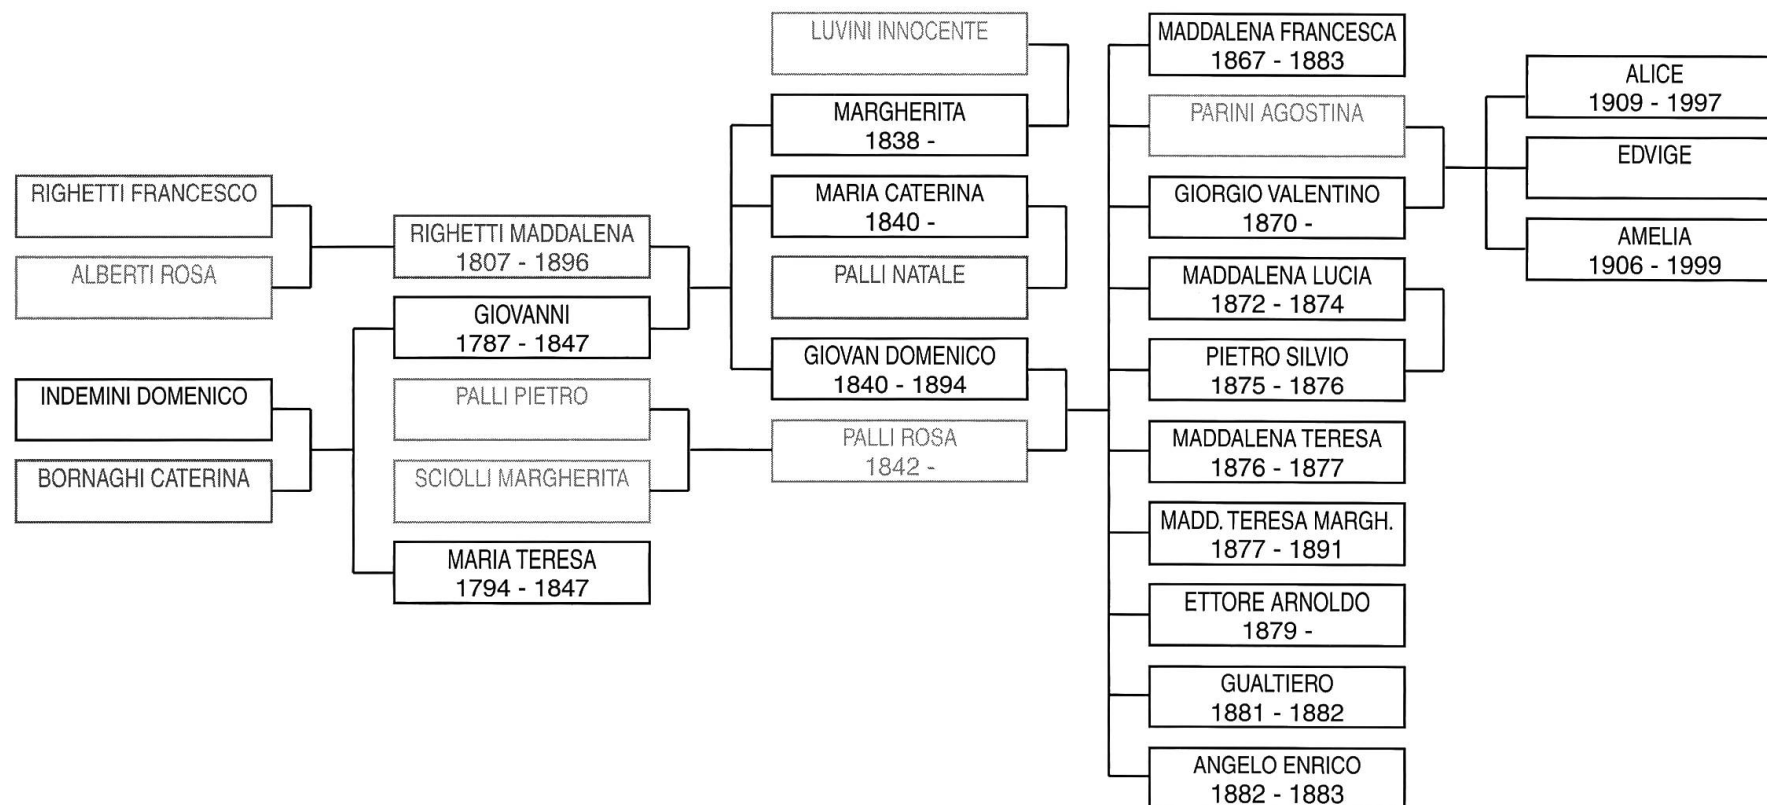 RIGHETTI FRANCESCO
ALBERTI ROSA
INDEMINI DOMENICO
BORNAGHI CATERINA
RIGHETTI MADDALENA
1807 - 1896
GIOVANNI
1787 - 1847
PALLI PIETRO
SCIOLLI MARGHERITA
MARIA TERESA
1794 - 1847
LUVINI INNOCENTE
MARGHERITA
1838 -
MARIA CATERINA
1840 -
PALLI NATALE
GIOVAN DOMENICO
1840 - 1894
PALLI ROSA
1842 -
MADDALENA FRANCESCA
1867 - 1883
PARINI AGOSTINA
GIORGIO VALENTINO
1870 -
MADDALENA LUCIA
1872 - 1874
PIETRO SILVIO
1875 - 1876
MADDALENA TERESA
1876 - 1877
MADD. TERESA MARGH.
1877 - 1891
ETTORE ARNOLDO
1879 -
GUALTIERO
1881 - 1882
ANGELO ENRICO
1882 - 1883
ALICE
1909 - 1997
EDVIGE
AMELIA
1906 - 1999